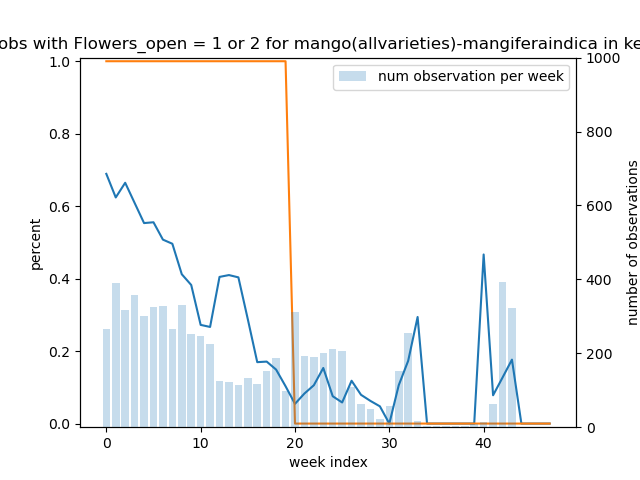 obs with Flowers_open = 1 or 2 for mango(allvarieties)-mangiferaindica in ke
num observation per week
percent
1.0
0.8
0.6
0.4
0.2
0.0
1000
800
600
400
200
0
number of observations
0 10 20 30 40
week index